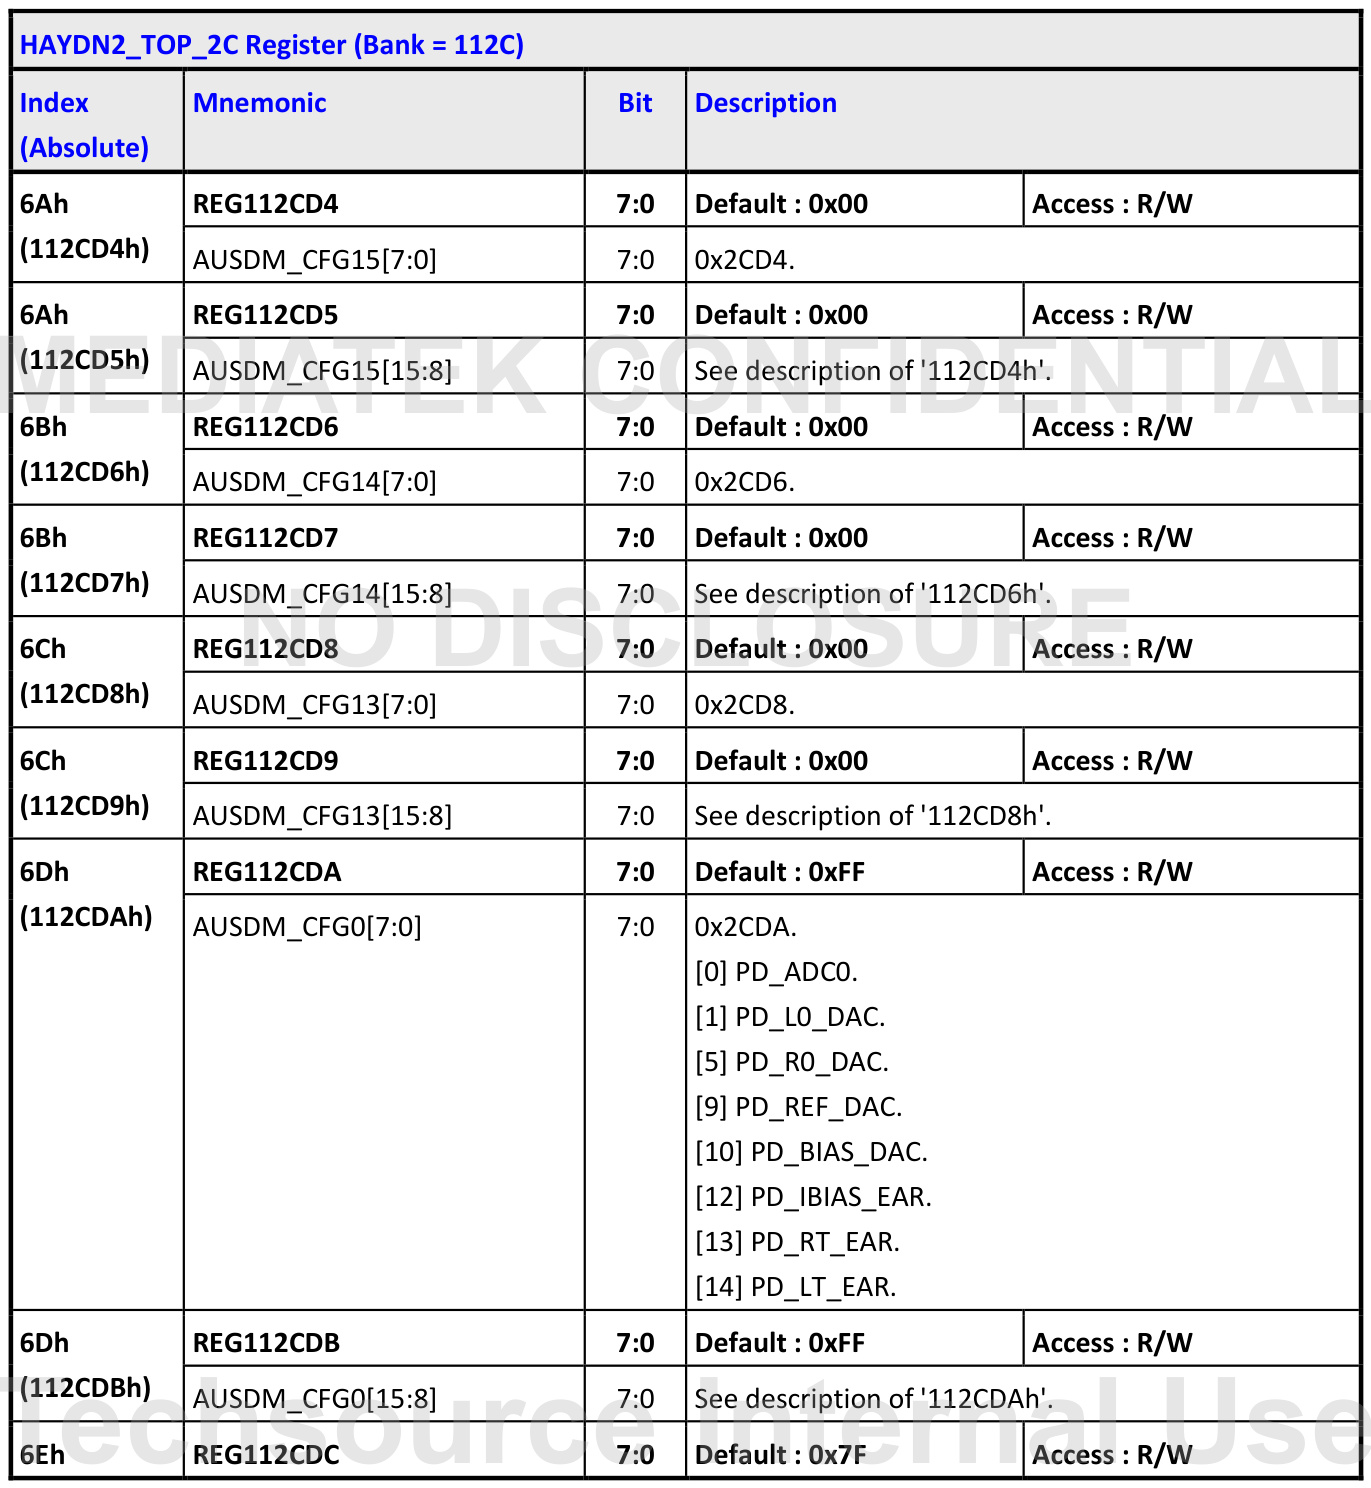 HAYDN2_TOP_2C Register (Bank = 112C)
Index (Absolute) Mnemonic Bit Description
6Ah (112CD4h) REG112CD4 7:0 Default : 0x00 Access : R/W
AUSDM_CFG15[7:0] 7:0 0x2CD4.
6Ah (112CD5h) REG112CD5 7:0 Default : 0x00 Access : R/W
AUSDM_CFG15[15:8] 7:0 See description of '112CD4h'.
MEDIATEK CONFIDENTIAL
6Bh (112CD6h) REG112CD6 7:0 Default : 0x00 Access : R/W
AUSDM_CFG14[7:0] 7:0 0x2CD6.
6Bh (112CD7h) REG112CD7 7:0 Default : 0x00 Access : R/W
AUSDM_CFG14[15:8] 7:0 See description of '112CD6h'.
NO DISCLOSURE
6Ch (112CD8h) REG112CD8 7:0 Default : 0x00 Access : R/W
AUSDM_CFG13[7:0] 7:0 0x2CD8.
6Ch (112CD9h) REG112CD9 7:0 Default : 0x00 Access : R/W
AUSDM_CFG13[15:8] 7:0 See description of '112CD8h'.
6Dh (112CDAh) REG112CDA 7:0 Default : 0xFF Access : R/W
AUSDM_CFG0[7:0] 7:0 0x2CDA.
[0] PD_ADC0.
[1] PD_L0_DAC.
[5] PD_R0_DAC.
[9] PD_REF_DAC.
[10] PD_BIAS_DAC.
[12] PD_IBIAS_EAR.
[13] PD_RT_EAR.
[14] PD_LT_EAR.
6Dh (112CDBh) REG112CDB 7:0 Default : 0xFF Access : R/W
AUSDM_CFG0[15:8] 7:0 See description of '112CDAh'.
Techsource Internal Use
6Eh REG112CDC 7:0 Default : 0x7F Access : R/W